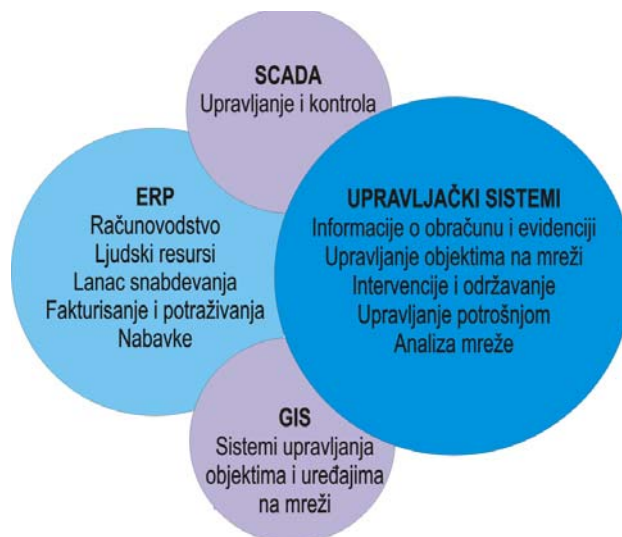 SCADA
Upravljanje i kontrola
ERP
Računovodstvo
Ljudski resursi
Lanac snabdevanja
Fakturisanje i potraživanja
Nabavke
UPRAVLJAČKI SISTEMI
Informacije o obračunu i evidenciji
Upravljanje objektima na mreži
Intervencije i održavanje
Upravljanje potrošnjom
Analiza mreže
GIS
Sistemi upravljanja
objektima i uređajima
na mreži